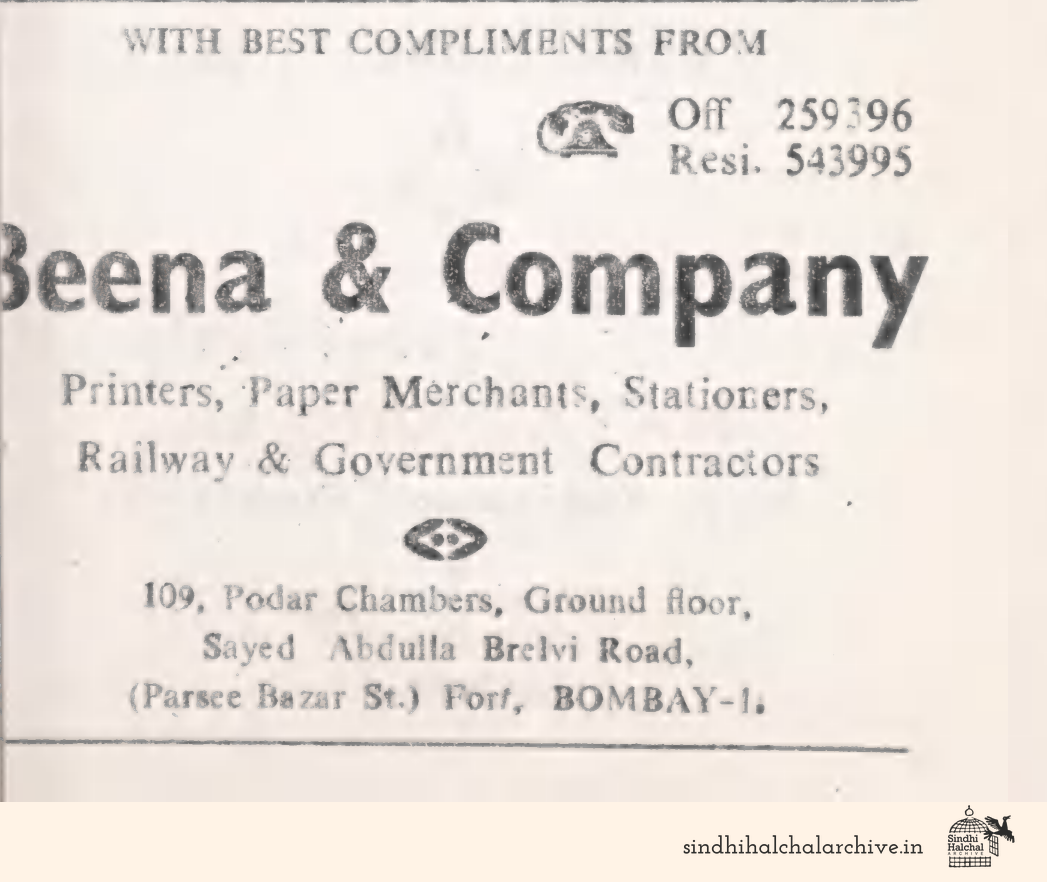 WITH BEST COMPLIMENTS FROM
Off 259396
Resi. 543995
Beena & Company
Printers, Paper Merchants, Stationers,
Railway & Government Contractors
109, Podar Chambers, Ground floor,
Sayed Abdulla Brelvi Road,
(Parsee Bazar St.) Fort, BOMBAY-1.
sindhihalchalarchive.in
Sindhi
Halchal
ARCHIVE